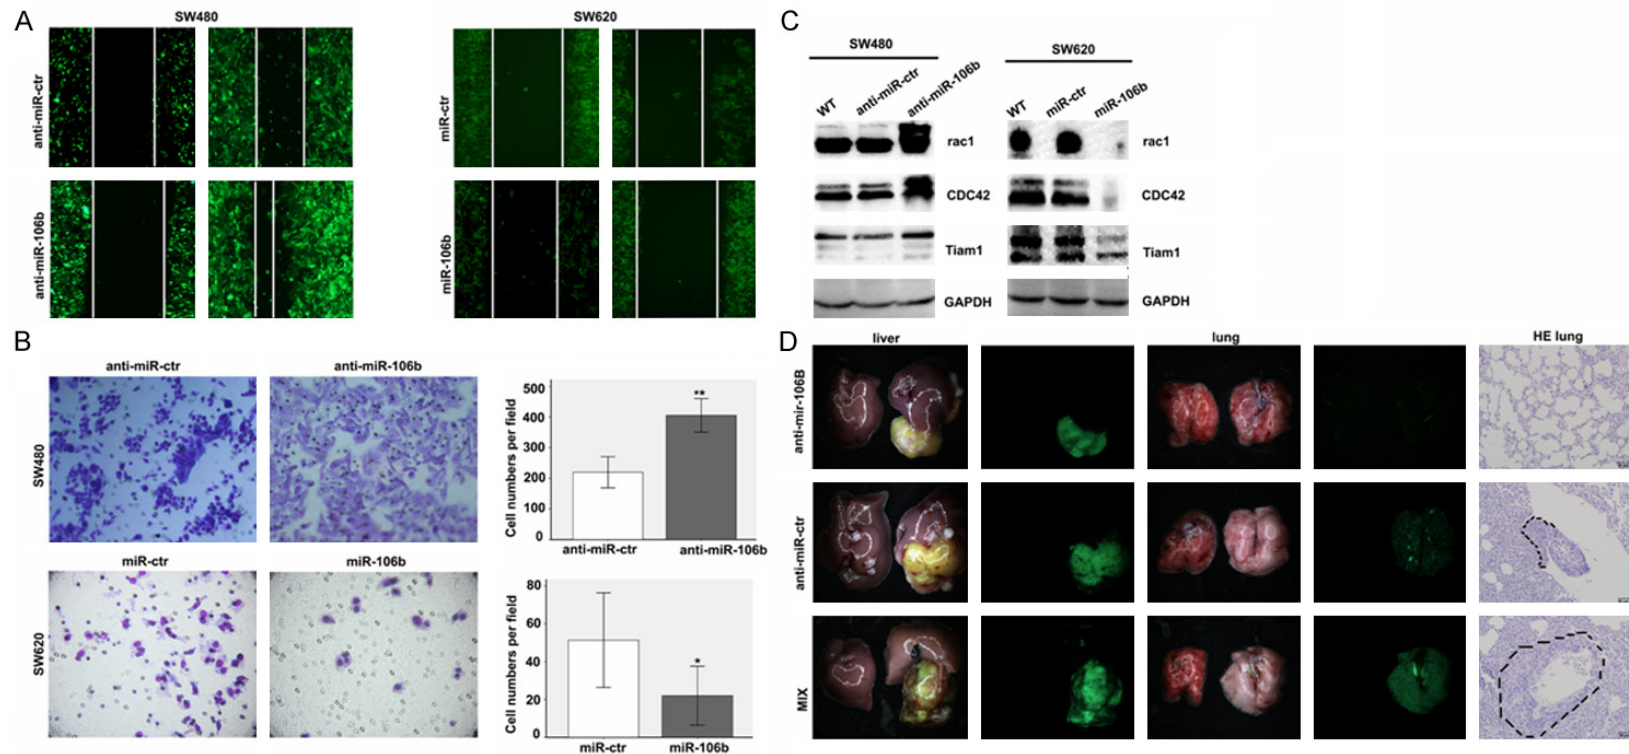 A
SW480
SW620
anti-miR-ctr
anti-miR-106b
miR-ctr
miR-106b
B
anti-miR-ctr
anti-miR-106b
SW480
miR-ctr
miR-106b
SW620
Cell numbers per field
500
400
300
200
100
0
**
anti-miR-ctr
anti-miR-106b
Cell numbers per field
80
60
40
20
0
*
miR-ctr
miR-106b
C
SW480
SW620
WT
anti-miR-ctr
anti-miR-106b
WT
miR-ctr
miR-106b
rac1
rac1
CDC42
CDC42
Tiam1
Tiam1
GAPDH
GAPDH
D
liver
lung
HE lung
anti-mir-106B
anti-miR-ctr
MIX